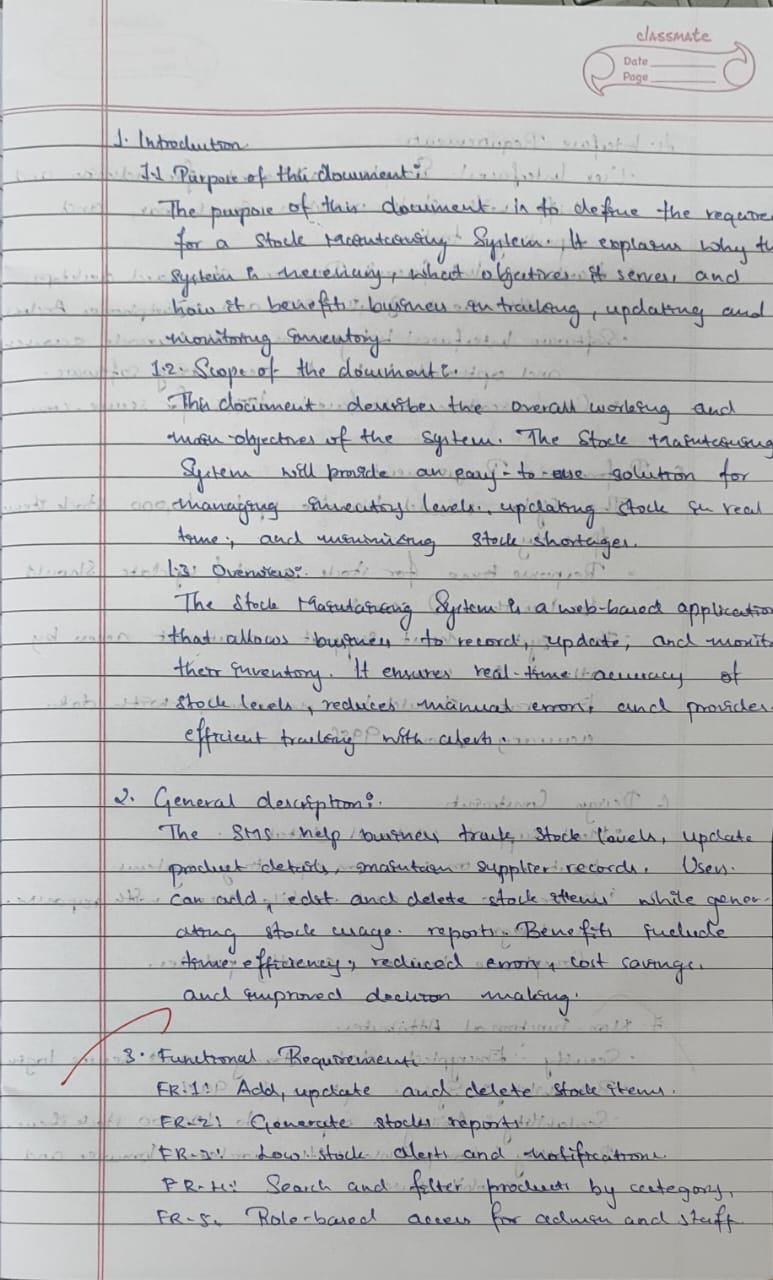 classmate
Date
Page
1. Introduction
1.1 Purpose of this document:
The purpose of this document is to define the require
for a Stock System. It explains why th
System is necessary, what objectives it serves, and
how it benefits business in tracking, updating and
monitoring inventory
1.2. Scope of the document:
This document describes the overall working and
main objectives of the System. The Stock
System will provide an easy-to-use solution for
managing inventory levels, updating stock in real
time, and minimizing stock shortages.
1.3: Overview:
The Stock System is a web-based application
that allows business to record, update, and monit
their inventory. It ensures real-time accuracy of
stock levels, reduces manual errors, and provides
efficient tracking with alerts.
2. General description:
The SMS help business track stock levels, update
product details, maintain supplier records. Users
can add, edit and delete stock items while gener-
ating stock usage reports. Benefits include
time efficiency, reduced errors, cost savings,
and improved decision making.
3. Functional Requirements
FR-1: Add, update and delete stock items.
FR-2: Generate stocks reports
FR-3: Low stock alerts and notifications.
FR-4: Search and filter products by category,
FR-5. Role-based access for admin and staff